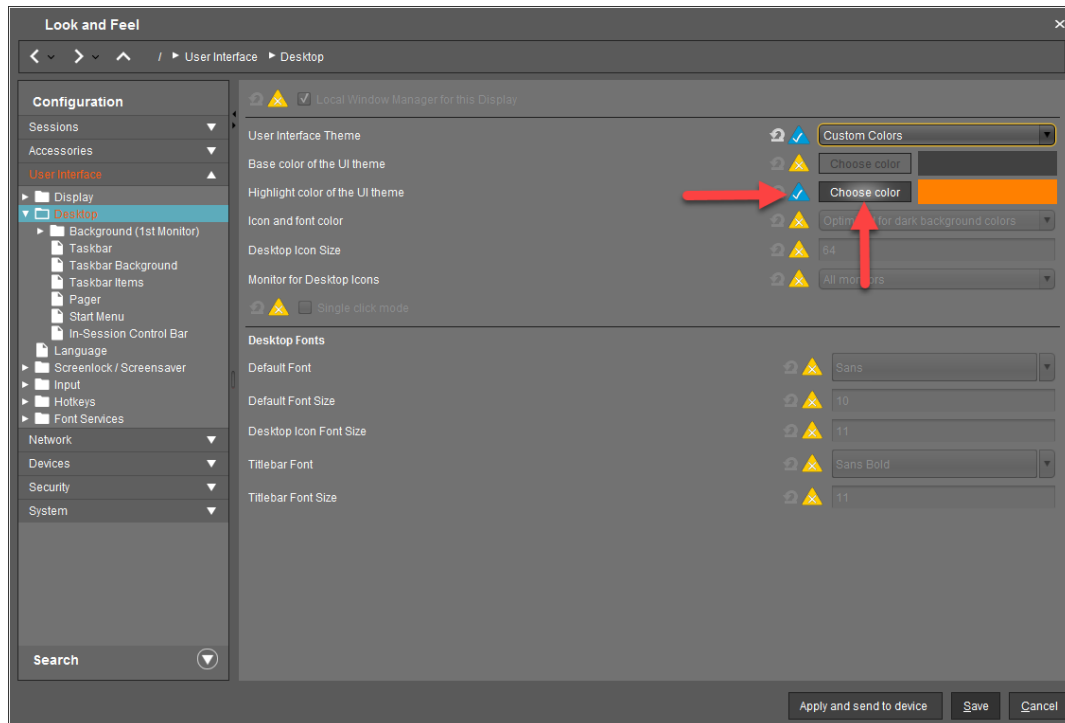 Look and Feel
/ User Interface Desktop
Configuration
Sessions
Accessories
User Interface
Display
Desktop
Background (1st Monitor)
Taskbar
Taskbar Background
Taskbar Items
Pager
Start Menu
In-Session Control Bar
Language
Screenlock / Screensaver
Input
Hotkeys
Font Services
Network
Devices
Security
System
Search
Local Window Manager for this Display
User Interface Theme Custom Colors
Base color of the UI theme Choose color
Highlight color of the UI theme Choose color
Icon and font color for dark background colors
Desktop Icon Size 64
Monitor for Desktop Icons All
Single click mode
Desktop Fonts
Default Font Sans
Default Font Size 10
Desktop Icon Font Size 11
Titlebar Font Sans Bold
Titlebar Font Size 11
Apply and send to device Save Cancel